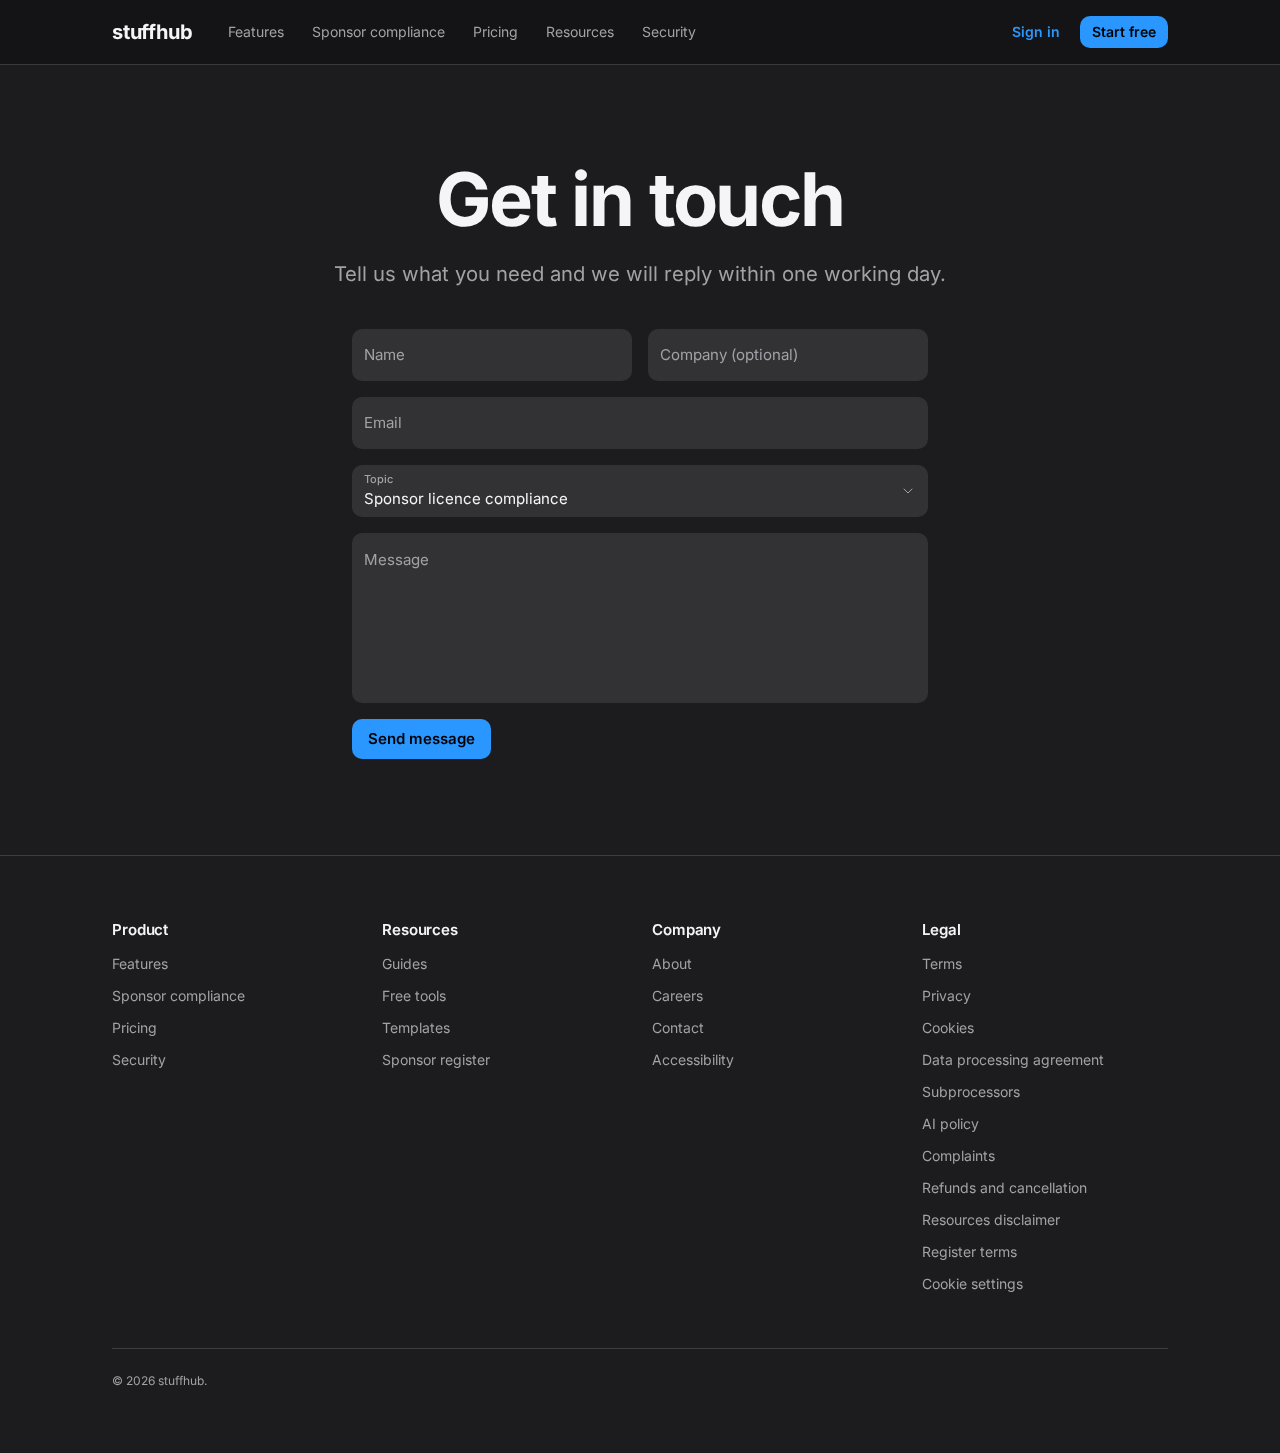 stuffhub
Features
Sponsor compliance
Pricing
Resources
Security
Sign in
Start free
Get in touch
Tell us what you need and we will reply within one working day.
Name
Company (optional)
Email
Topic
Sponsor licence compliance
Message
Send message
Product
Features
Sponsor compliance
Pricing
Security
Resources
Guides
Free tools
Templates
Sponsor register
Company
About
Careers
Contact
Accessibility
Legal
Terms
Privacy
Cookies
Data processing agreement
Subprocessors
AI policy
Complaints
Refunds and cancellation
Resources disclaimer
Register terms
Cookie settings
© 2026 stuffhub.